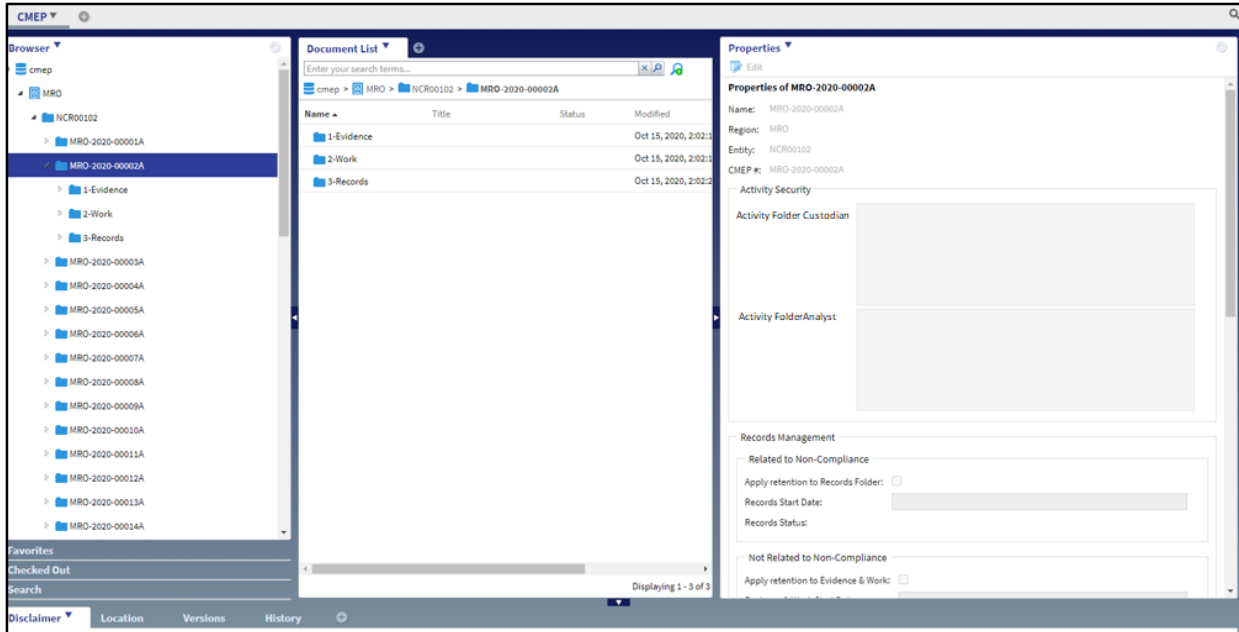 CMEP
Browser
cmep
MRO
NCR00102
MRO-2020-00001A
MRO-2020-00002A
1-Evidence
2-Work
3-Records
MRO-2020-00003A
MRO-2020-00004A
MRO-2020-00005A
MRO-2020-00006A
MRO-2020-00007A
MRO-2020-00008A
MRO-2020-00009A
MRO-2020-00010A
MRO-2020-00011A
MRO-2020-00012A
MRO-2020-00013A
MRO-2020-00014A
Favorites
Checked Out
Search
Document List
Enter your search terms...
cmep > MRO > NCR00102 > MRO-2020-00002A
Name Title Status Modified
1-Evidence Oct 15, 2020, 2:02:1
2-Work Oct 15, 2020, 2:02:1
3-Records Oct 15, 2020, 2:02:2
Displaying 1 - 3 of 3
Properties
Edit
Properties of MRO-2020-00002A
Name: MRO-2020-00002A
Region: MRO
Entity: NCR00102
CMEP #: MRO-2020-00002A
Activity Security
Activity Folder Custodian
Activity FolderAnalyst
Records Management
Related to Non-Compliance
Apply retention to Records Folder:
Records Start Date:
Records Status:
Not Related to Non-Compliance
Apply retention to Evidence & Work:
Disclaimer Location Versions History